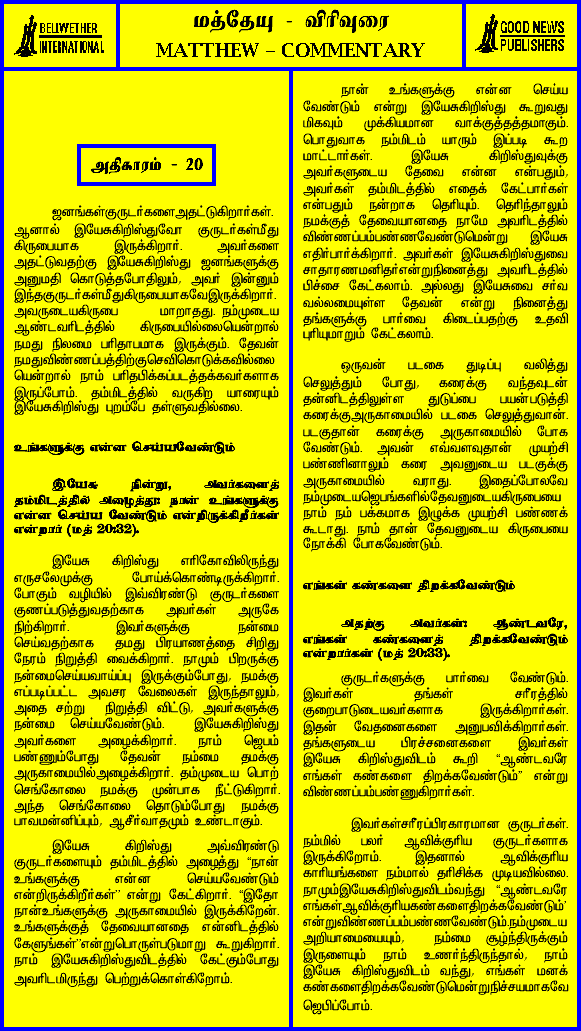 BELLWETHER
INTERNATIONAL
மத்தேயு - விரிவுரை
MATTHEW – COMMENTARY
GOOD NEWS
PUBLISHERS
அதிகாரம் - 20
ஜனங்கள்குருடர்களைஅதட்டுகிறார்கள்.
ஆனால் இயேசுகிறிஸ்துவோ குருடர்கள்மீது
கிருபையாக இருக்கிறார். அவர்களை
அதட்டுவதற்கு இயேசுகிறிஸ்து ஜனங்களுக்கு
அனுமதி கொடுத்தபோதிலும், அவர் இன்னும்
இந்தகுருடர்கள்மீதுகிருபையாகவேஇருக்கிறார்.
அவருடையகிருபை மாறாதது. நம்முடைய
ஆண்டவரிடத்தில் கிருபையில்லையென்றால்
நமது நிலமை பரிதாபமாக இருக்கும். தேவன்
நமதுவிண்ணப்பத்திற்குசெவிகொடுக்கவில்லை
யென்றால் நாம் பரிதபிக்கப்படத்தக்கவர்களாக
இருப்போம். தம்மிடத்தில் வருகிற யாரையும்
இயேசுகிறிஸ்து புறம்பே தள்ளுவதில்லை.
உங்களுக்கு என்ன செய்யவேண்டும்
இயேசு நின்று, அவர்களைத்
தம்மிடத்தில் அழைத்து: நான் உங்களுக்கு
என்ன செய்ய வேண்டும் என்றிருக்கிறீர்கள்
என்றார் (மத் 20:32).
இயேசு கிறிஸ்து எரிகோவிலிருந்து
எருசலேமுக்கு போய்க்கொண்டிருக்கிறார்.
போகும் வழியில் இவ்விரண்டு குருடர்களை
குணப்படுத்துவதற்காக அவர்கள் அருகே
நிற்கிறார். இவர்களுக்கு நன்மை
செய்வதற்காக தமது பிரயாணத்தை சிறிது
நேரம் நிறுத்தி வைக்கிறார். நாமும் பிறருக்கு
நன்மைசெய்யவாய்ப்பு இருக்கும்போது, நமக்கு
எப்படிப்பட்ட அவசர வேலைகள் இருந்தாலும்,
அதை சற்று நிறுத்தி விட்டு, அவர்களுக்கு
நன்மை செய்யவேண்டும். இயேசுகிறிஸ்து
அவர்களை அழைக்கிறார். நாம் ஜெபம்
பண்ணும்போது தேவன் நம்மை தமக்கு
அருகாமையில்அழைக்கிறார். தம்முடைய பொற்
செங்கோலை நமக்கு முன்பாக நீட்டுகிறார்.
அந்த செங்கோலை தொடும்போது நமக்கு
பாவமன்னிப்பும், ஆசீர்வாதமும் உண்டாகும்.
இயேசு கிறிஸ்து அவ்விரண்டு
குருடர்களையும் தம்மிடத்தில் அழைத்து “நான்
உங்களுக்கு என்ன செய்யவேண்டும்
என்றிருக்கிறீர்கள்” என்று கேட்கிறார். “இதோ
நான்உங்களுக்கு அருகாமையில் இருக்கிறேன்.
உங்களுக்குத் தேவையானதை என்னிடத்தில்
கேளுங்கள்”என்றுபொருள்படுமாறு கூறுகிறார்.
நாம் இயேசுகிறிஸ்துவிடத்தில் கேட்கும்போது
அவரிடமிருந்து பெற்றுக்கொள்கிறோம்.
நான் உங்களுக்கு என்ன செய்ய
வேண்டும் என்று இயேசுகிறிஸ்து கூறுவது
மிகவும் முக்கியமான வாக்குத்தத்தமாகும்.
பொதுவாக நம்மிடம் யாரும் இப்படி கூற
மாட்டார்கள். இயேசு கிறிஸ்துவுக்கு
அவர்களுடைய தேவை என்ன என்பதும்,
அவர்கள் தம்மிடத்தில் எதைக் கேட்பார்கள்
என்பதும் நன்றாக தெரியும். தெரிந்தாலும்
நமக்குத் தேவையானதை நாமே அவரிடத்தில்
விண்ணப்பம்பண்ணவேண்டுமென்று இயேசு
எதிர்பார்க்கிறார். அவர்கள் இயேசுகிறிஸ்துவை
சாதாரணமனிதர்என்றுநினைத்து அவரிடத்தில்
பிச்சை கேட்கலாம். அல்லது இயேசுவை சர்வ
வல்லமையுள்ள தேவன் என்று நினைத்து
தங்களுக்கு பார்வை கிடைப்பதற்கு உதவி
புரியுமாறும் கேட்கலாம்.
ஒருவன் படகை துடிப்பு வலித்து
செலுத்தும் போது, கரைக்கு வந்தவுடன்
தன்னிடத்திலுள்ள துடுப்பை பயன்படுத்தி
கரைக்குஅருகாமையில் படகை செலுத்துவான்.
படகுதான் கரைக்கு அருகாமையில் போக
வேண்டும். அவன் எவ்வளவுதான் முயற்சி
பண்ணினாலும் கரை அவனுடைய படகுக்கு
அருகாமையில் வராது. இதைப்போலவே
நம்முடையஜெபங்களில்தேவனுடையகிருபையை
நாம் நம் பக்கமாக இழுக்க முயற்சி பண்ணக்
கூடாது. நாம் தான் தேவனுடைய கிருபையை
நோக்கி போகவேண்டும்.
எங்கள் கண்களை திறக்கவேண்டும்
அதற்கு அவர்கள்: ஆண்டவரே,
எங்கள் கண்களைத் திறக்கவேண்டும்
என்றார்கள் (மத் 20:33).
குருடர்களுக்கு பார்வை வேண்டும்.
இவர்கள் தங்கள் சரீரத்தில்
குறைபாடுடையவர்களாக இருக்கிறார்கள்.
இதன் வேதனைகளை அனுபவிக்கிறார்கள்.
தங்களுடைய பிரச்சனைகளை இவர்கள்
இயேசு கிறிஸ்துவிடம் கூறி “ஆண்டவரே
எங்கள் கண்களை திறக்கவேண்டும்” என்று
விண்ணப்பம்பண்ணுகிறார்கள்.
இவர்கள்சரீரப்பிரகாரமான குருடர்கள்.
நம்மில் பலர் ஆவிக்குரிய குருடர்களாக
இருக்கிறோம். இதனால் ஆவிக்குரிய
காரியங்களை நம்மால் தரிசிக்க முடியவில்லை.
நாமும்இயேசுகிறிஸ்துவிடம்வந்து “ஆண்டவரே
எங்கள்ஆவிக்குரியகண்களைதிறக்கவேண்டும்’
என்றுவிண்ணப்பம்பண்ணவேண்டும்.நம்முடைய
அறியாமையையும், நம்மை சூழ்ந்திருக்கும்
இருளையும் நாம் உணர்ந்திருந்தால், நாம்
இயேசு கிறிஸ்துவிடம் வந்து, எங்கள் மனக்
கண்களைதிறக்கவேண்டுமென்றுநிச்சயமாகவே
ஜெபிப்போம்.